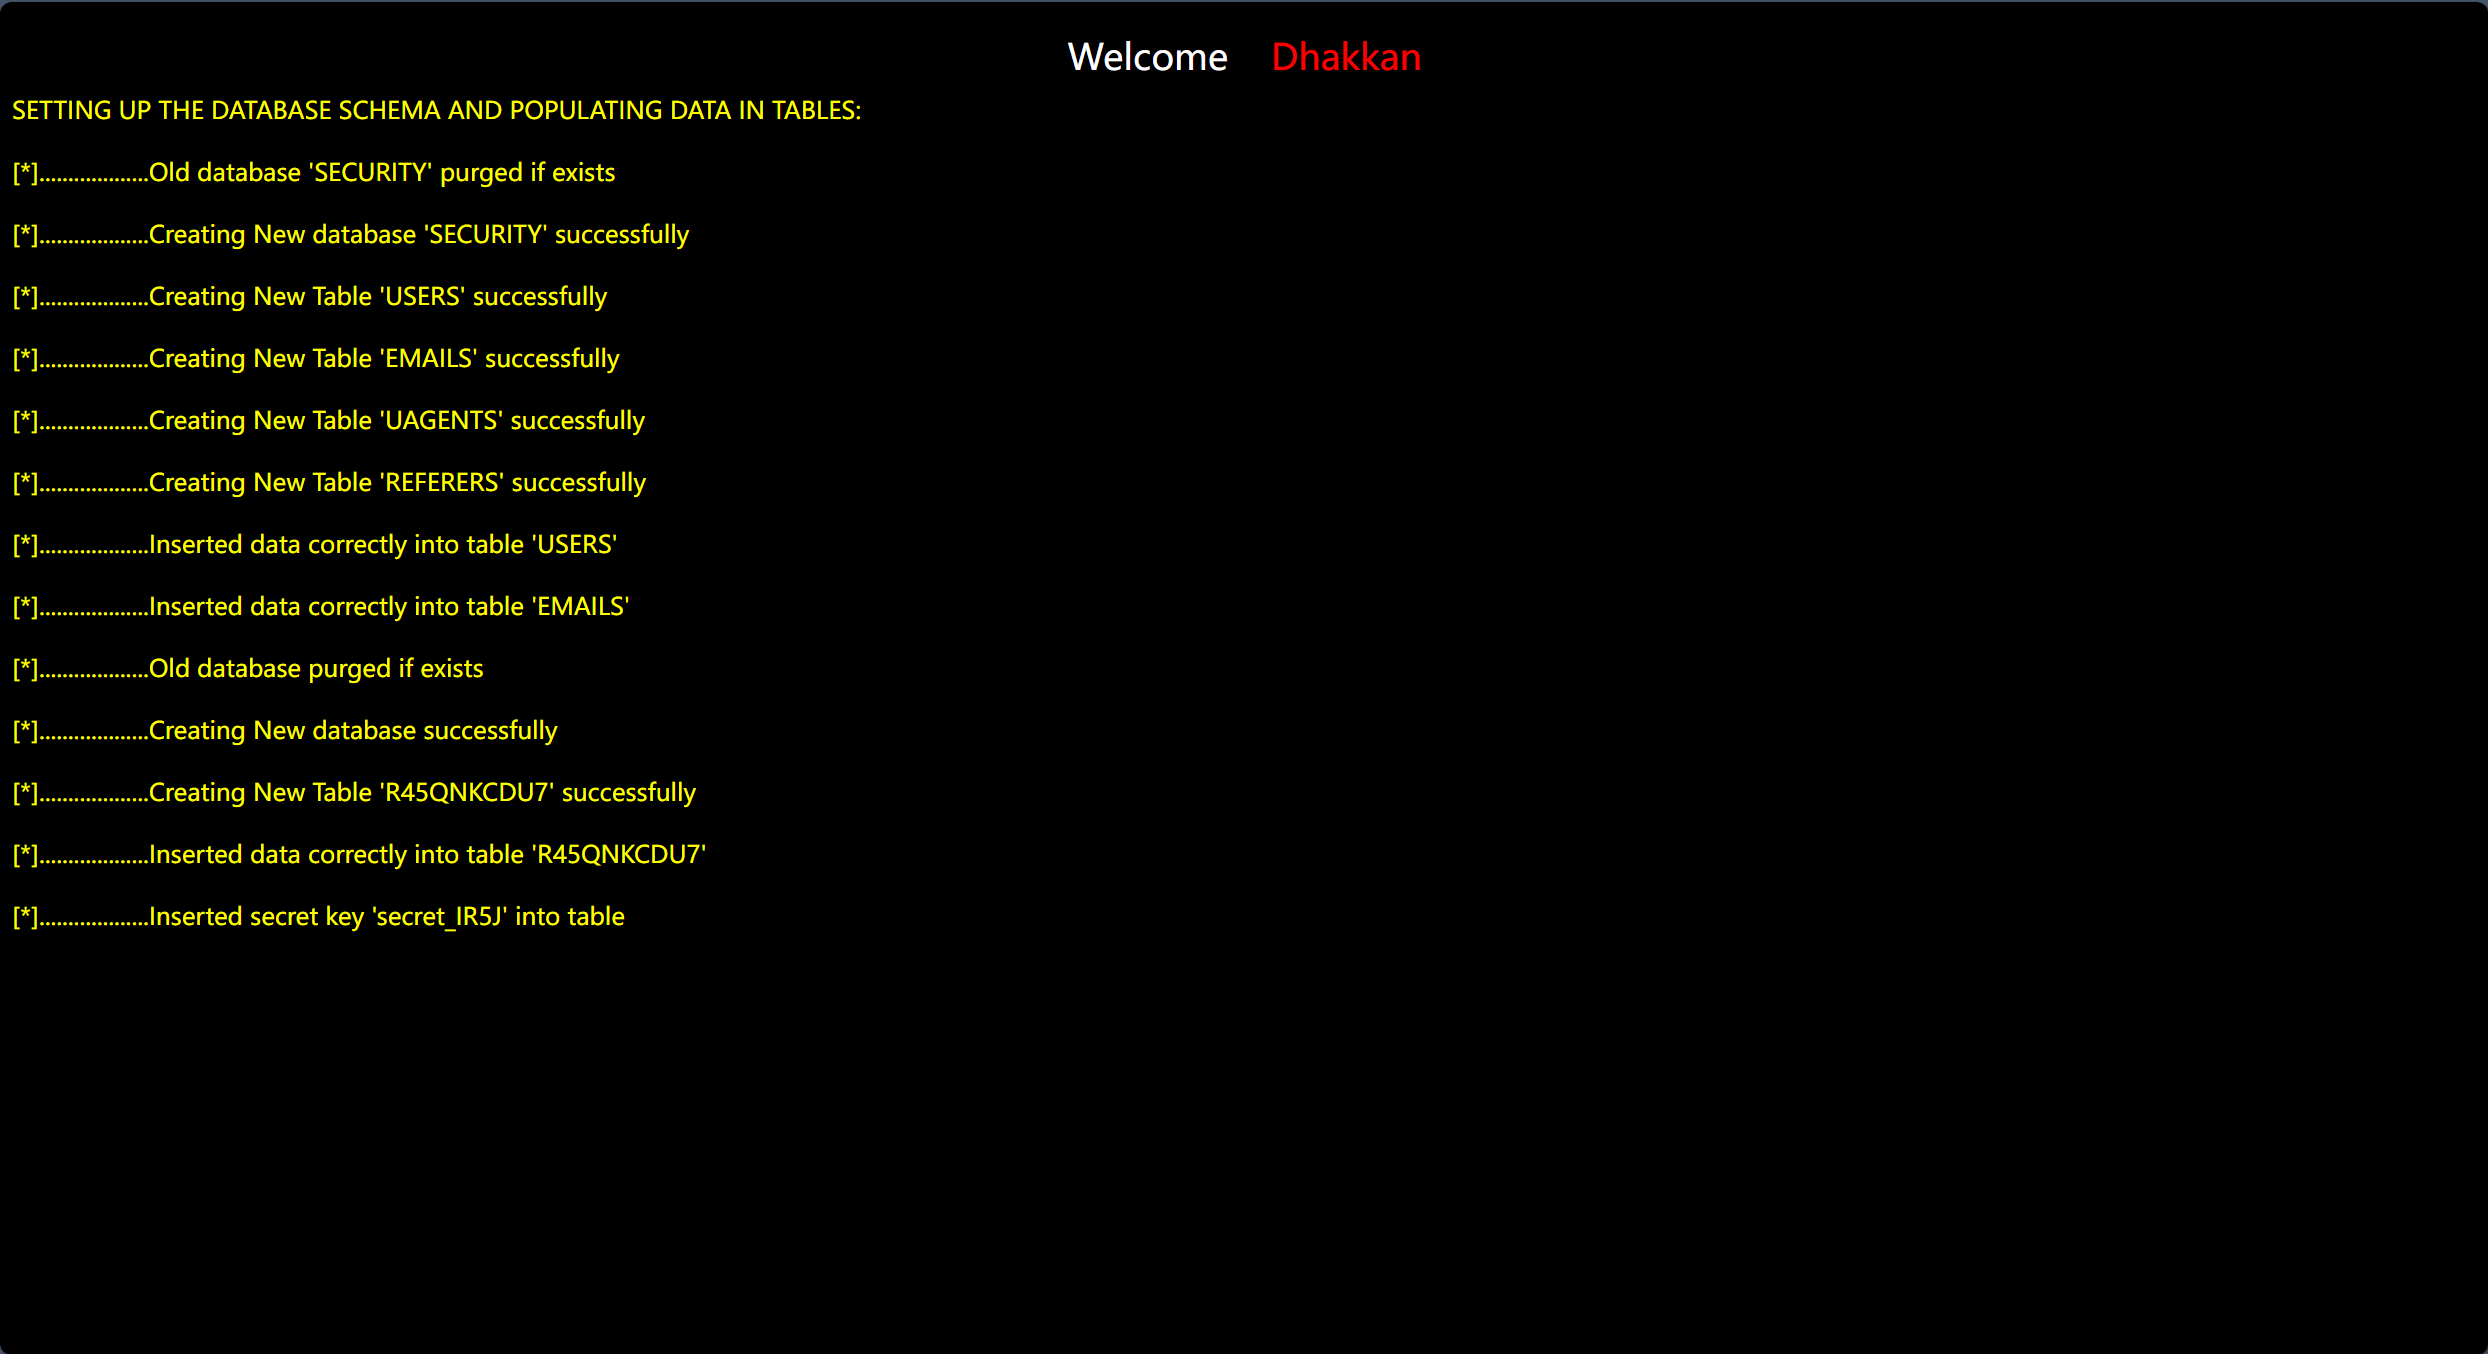 Welcome Dhakkan
SETTING UP THE DATABASE SCHEMA AND POPULATING DATA IN TABLES:
[*]...................Old database 'SECURITY' purged if exists
[*]...................Creating New database 'SECURITY' successfully
[*]...................Creating New Table 'USERS' successfully
[*]...................Creating New Table 'EMAILS' successfully
[*]...................Creating New Table 'UAGENTS' successfully
[*]...................Creating New Table 'REFERERS' successfully
[*]...................Inserted data correctly into table 'USERS'
[*]...................Inserted data correctly into table 'EMAILS'
[*]...................Old database purged if exists
[*]...................Creating New database successfully
[*]...................Creating New Table 'R45QNKCDU7' successfully
[*]...................Inserted data correctly into table 'R45QNKCDU7'
[*]...................Inserted secret key 'secret_IR5J' into table